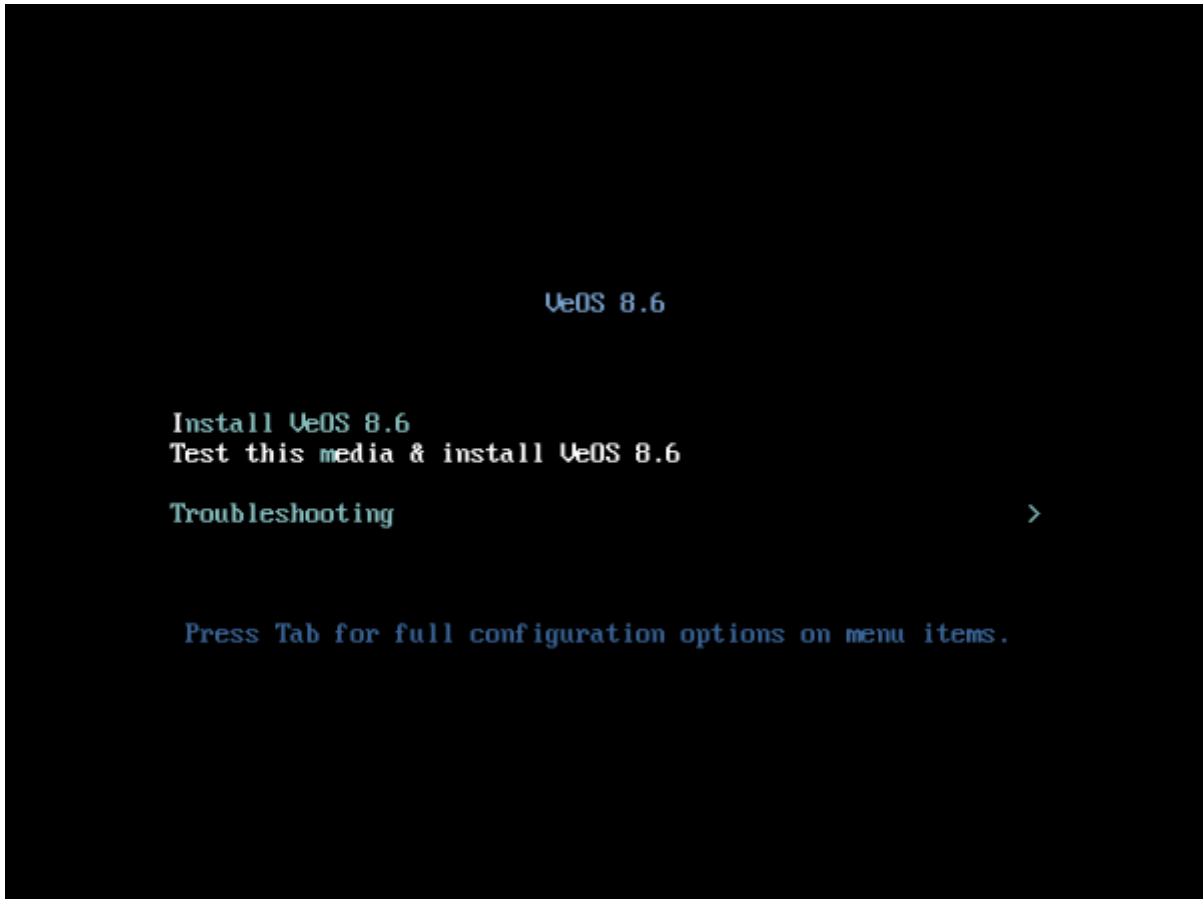 VeOS 8.6
Install VeOS 8.6
Test this media & install VeOS 8.6
Troubleshooting >
Press Tab for full configuration options on menu items.